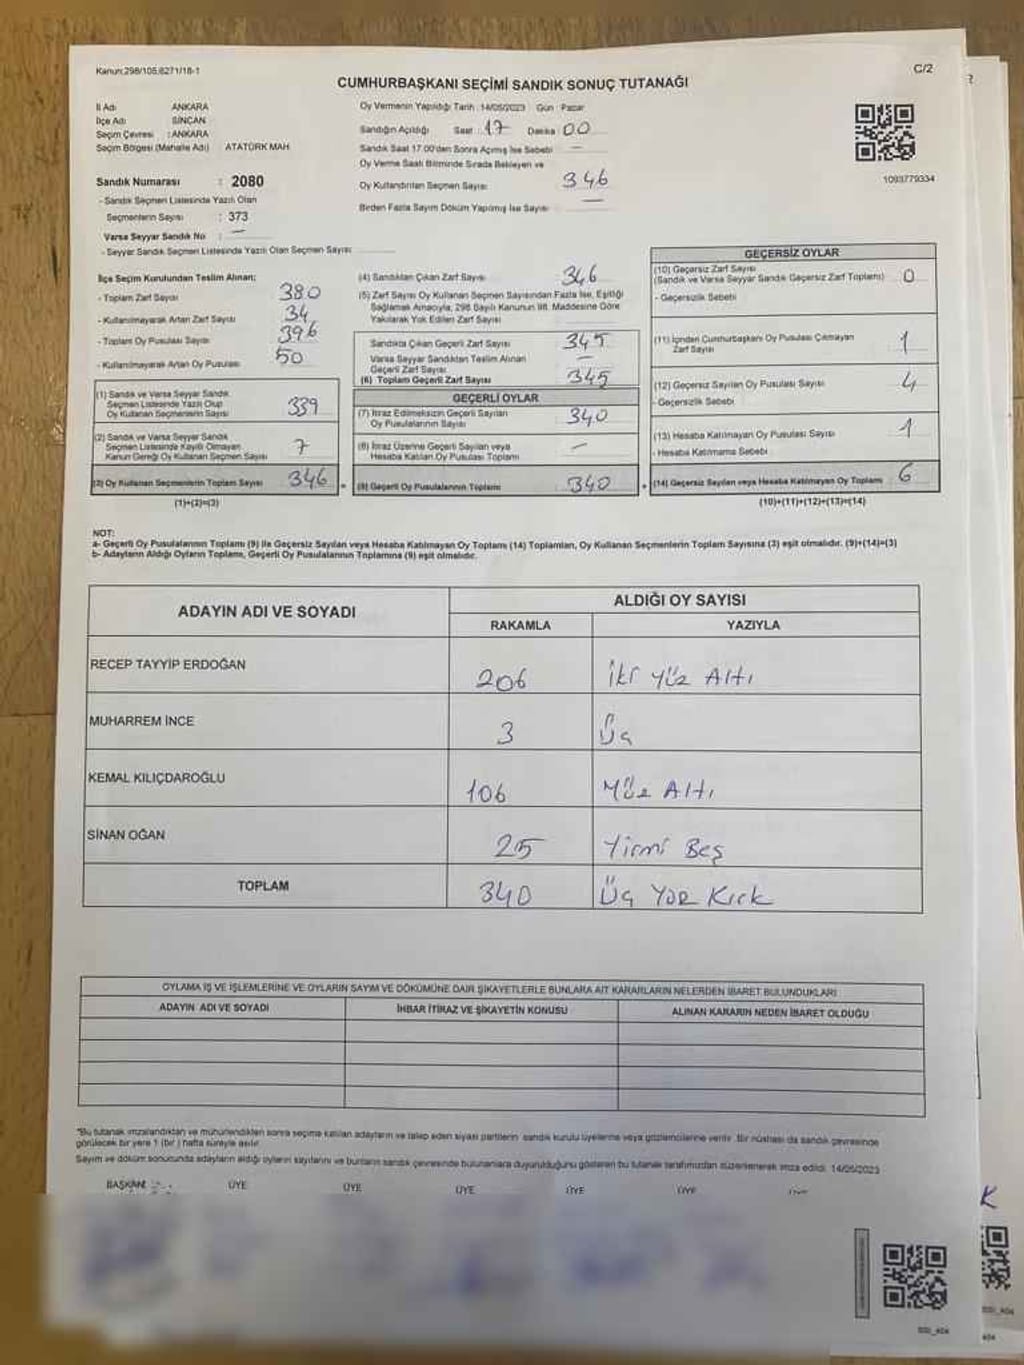 Kanun:298/105,6271/18-1
C/2
CUMHURBAŞKANI SEÇİMİ SANDIK SONUÇ TUTANAĞI
İl Adı ANKARA
İlçe Adı SİNCAN
Seçim Çevresi : ANKARA
Seçim Bölgesi (Mahalle Adı) ATATÜRK MAH
Sandık Numarası : 2080
- Sandık Seçmen Listesinde Yazılı Olan
Seçmenlerin Sayısı : 373
Varsa Seyyar Sandık No : —
- Seyyar Sandık Seçmen Listesinde Yazılı Olan Seçmen Sayısı
Oy Vermenin Yapıldığı Tarih : 14/05/2023 Gün : Pazar
Sandığın Açıldığı Saat 17 Dakika 00
Sandık Saat 17.00'den Sonra Açılmış İse Sebebi —
Oy Verme Saati Bitiminde Sırada Bekleyen ve
Oy Kullandırılan Seçmen Sayısı 346
Birden Fazla Sayım Döküm Yapılmış İse Sayısı —
1093779334
İlçe Seçim Kurulundan Teslim Alınan;
- Toplam Zarf Sayısı 380
- Kullanılmayarak Artan Zarf Sayısı 34
- Toplam Oy Pusulası Sayısı 396
- Kullanılmayarak Artan Oy Pusulası 50
(1) Sandık ve Varsa Seyyar Sandık
Seçmen Listesinde Yazılı Olup
Oy Kullanan Seçmenlerin Sayısı 339
(2) Sandık ve Varsa Seyyar Sandık
Seçmen Listesinde Kayıtlı Olmayan
Kanun Gereği Oy Kullanan Seçmen Sayısı 7
(3) Oy Kullanan Seçmenlerin Toplam Sayısı 346
(1)+(2)=(3)
(4) Sandıktan Çıkan Zarf Sayısı 346
(5) Zarf Sayısı Oy Kullanan Seçmen Sayısından Fazla İse, Eşitliği
Sağlamak Amacıyla, 298 Sayılı Kanunun 98. Maddesine Göre
Yakılarak Yok Edilen Zarf Sayısı
Sandıkta Çıkan Geçerli Zarf Sayısı 345
Varsa Seyyar Sandıktan Teslim Alınan
Geçerli Zarf Sayısı —
(6) Toplam Geçerli Zarf Sayısı 345
GEÇERLİ OYLAR
(7) İtiraz Edilmeksizin Geçerli Sayılan
Oy Pusulalarının Sayısı 340
(8) İtiraz Üzerine Geçerli Sayılan veya
Hesaba Katılan Oy Pusulası Toplamı —
(9) Geçerli Oy Pusulalarının Toplamı 340
GEÇERSİZ OYLAR
(10) Geçersiz Zarf Sayısı
(Sandık ve Varsa Seyyar Sandık Geçersiz Zarf Toplamı) 0
- Geçersizlik Sebebi
(11) İçinden Cumhurbaşkanı Oy Pusulası Çıkmayan
Zarf Sayısı 1
(12) Geçersiz Sayılan Oy Pusulası Sayısı 4
- Geçersizlik Sebebi
(13) Hesaba Katılmayan Oy Pusulası Sayısı 1
- Hesaba Katılmama Sebebi
(14) Geçersiz Sayılan veya Hesaba Katılmayan Oy Toplamı 6
(10)+(11)+(12)+(13)=(14)
NOT:
a- Geçerli Oy Pusulalarının Toplamı (9) ile Geçersiz Sayılan veya Hesaba Katılmayan Oy Toplamı (14) Toplamları, Oy Kullanan Seçmenlerin Toplam Sayısına (3) eşit olmalıdır. (9)+(14)=(3)
b- Adayların Aldığı Oyların Toplamı, Geçerli Oy Pusulalarının Toplamına (9) eşit olmalıdır.
ADAYIN ADI VE SOYADI ALDIĞI OY SAYISI
RAKAMLA YAZIYLA
RECEP TAYYİP ERDOĞAN 206 İki Yüz Altı
MUHARREM İNCE 3 Üç
KEMAL KILIÇDAROĞLU 106 Yüz Altı
SİNAN OĞAN 25 Yirmi Beş
TOPLAM 340 Üç Yüz Kırk
OYLAMA İŞ VE İŞLEMLERİNE VE OYLARIN SAYIM VE DÖKÜMÜNE DAİR ŞİKAYETLERLE BUNLARA AİT KARARLARIN NELERDEN İBARET BULUNDUKLARI
ADAYIN ADI VE SOYADI İHBAR İTİRAZ VE ŞİKAYETİN KONUSU ALINAN KARARIN NEDEN İBARET OLDUĞU
*Bu tutanak imzalandıktan ve mühürlendikten sonra seçime katılan adayların ve talep eden siyasi partilerin sandık kurulu üyelerine veya gözlemcilerine verilir. Bir nüshası da sandık çevresinde
görülecek bir yere 1 (bir) hafta süreyle asılır.
Sayım ve döküm sonucunda adayların aldığı oyların sayılarını ve bunların sandık çevresinde bulunanlara duyurulduğunu gösteren bu tutanak tarafımızdan düzenlenerek imza edildi. 14/05/2023
BAŞKAN ÜYE ÜYE ÜYE ÜYE ÜYE
K